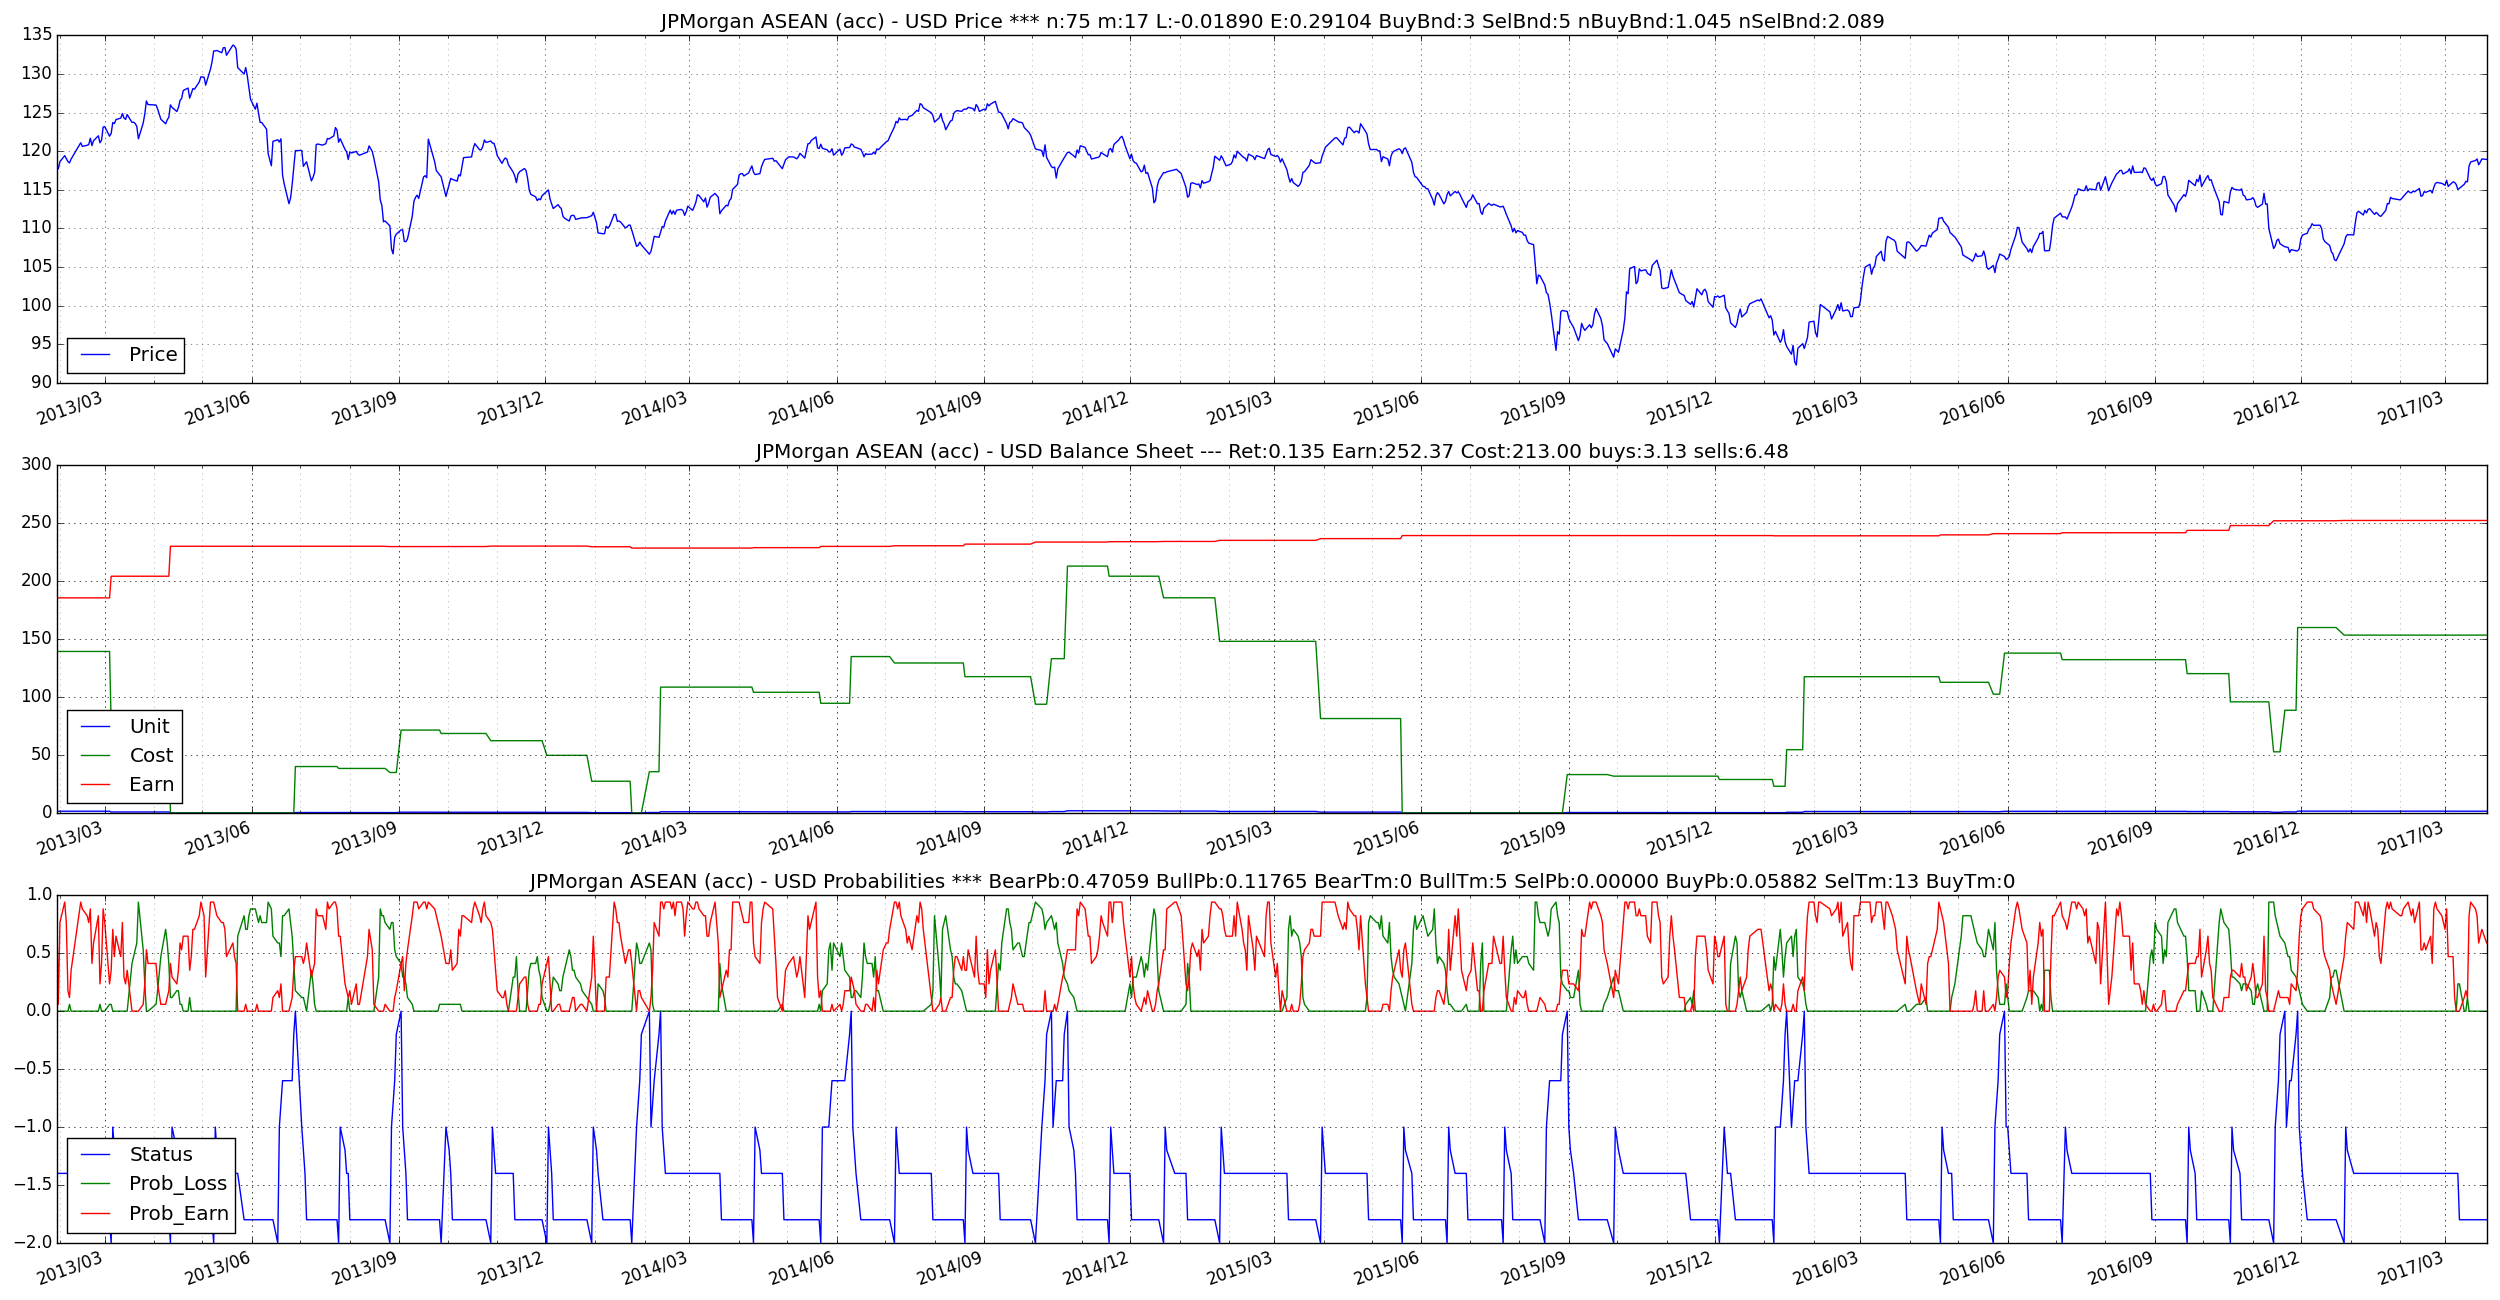 JPMorgan ASEAN (acc) - USD Price *** n:75 m:17 L:-0.01890 E:0.29104 BuyBnd:3 SelBnd:5 nBuyBnd:1.045 nSelBnd:2.089
135
130
125
120
115
110
105
100
95
90
Price
2013/03 2013/06 2013/09 2013/12 2014/03 2014/06 2014/09 2014/12 2015/03 2015/06 2015/09 2015/12 2016/03 2016/06 2016/09 2016/12 2017/03
JPMorgan ASEAN (acc) - USD Balance Sheet --- Ret:0.135 Earn:252.37 Cost:213.00 buys:3.13 sells:6.48
300
250
200
150
100
50
0
Unit
Cost
Earn
2013/03 2013/06 2013/09 2013/12 2014/03 2014/06 2014/09 2014/12 2015/03 2015/06 2015/09 2015/12 2016/03 2016/06 2016/09 2016/12 2017/03
JPMorgan ASEAN (acc) - USD Probabilities *** BearPb:0.47059 BullPb:0.11765 BearTm:0 BullTm:5 SelPb:0.00000 BuyPb:0.05882 SelTm:13 BuyTm:0
1.0
0.5
0.0
−0.5
−1.0
−1.5
−2.0
Status
Prob_Loss
Prob_Earn
2013/03 2013/06 2013/09 2013/12 2014/03 2014/06 2014/09 2014/12 2015/03 2015/06 2015/09 2015/12 2016/03 2016/06 2016/09 2016/12 2017/03